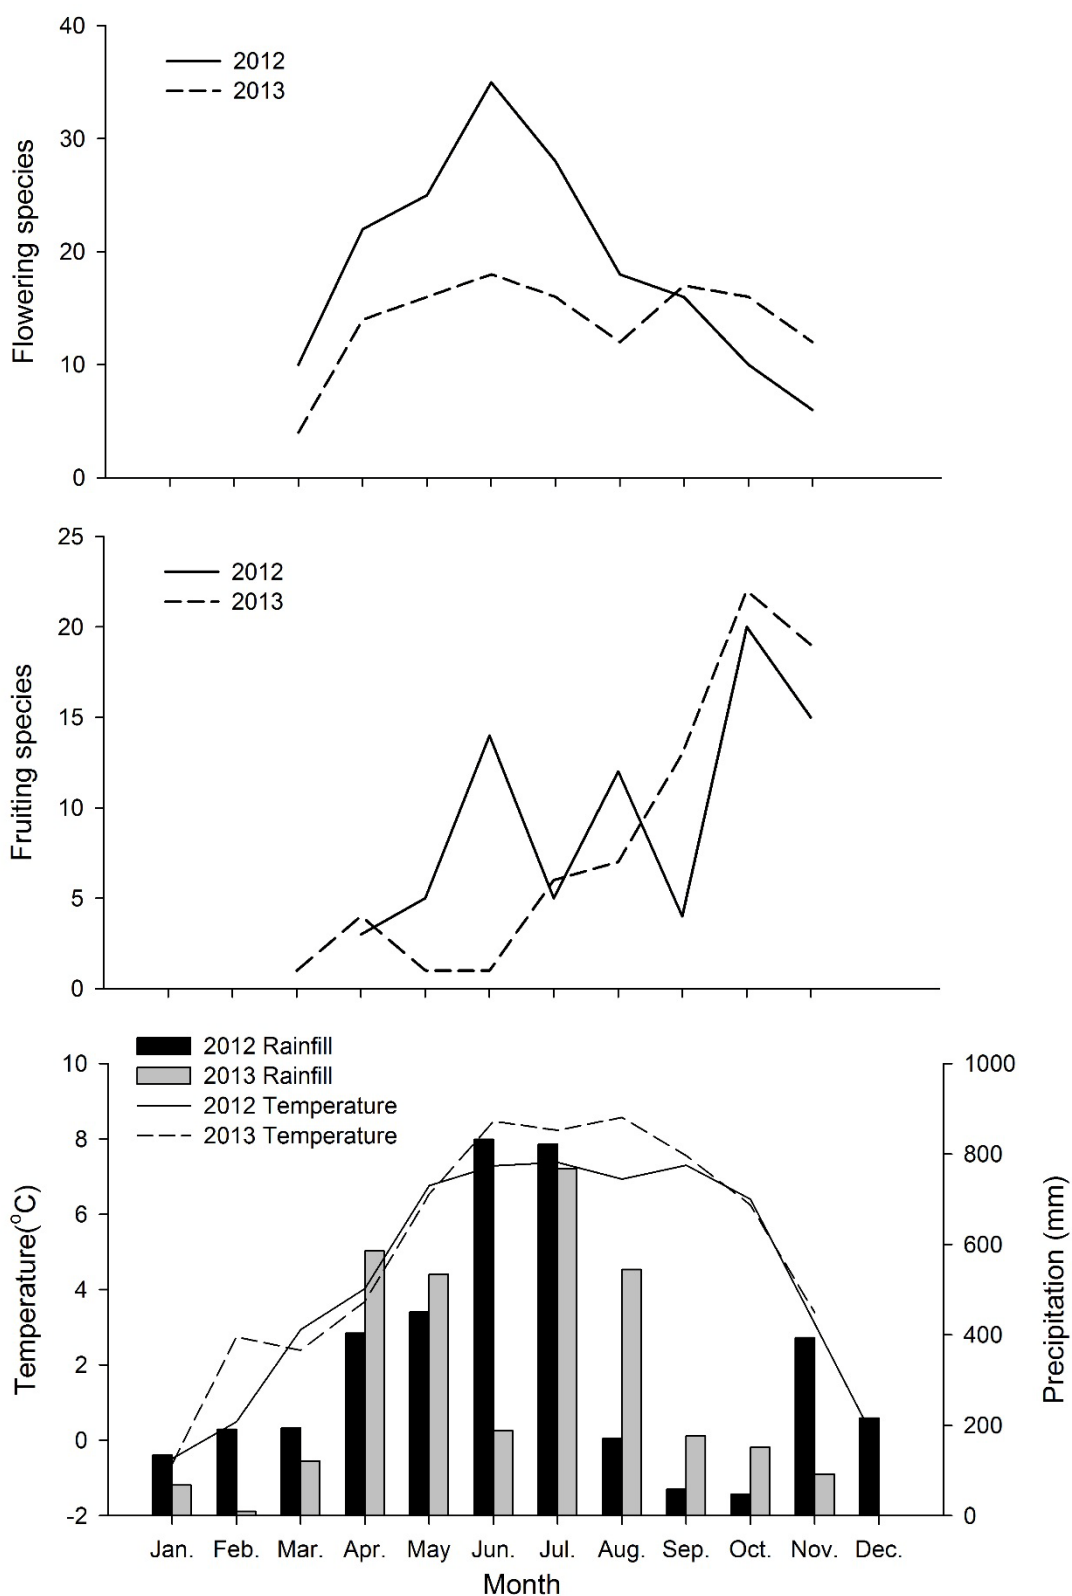 40
30
20
10
0
Flowering species
2012
2013
25
20
15
10
5
0
Fruiting species
2012
2013
2012 Rainfill
2013 Rainfill
2012 Temperature
2013 Temperature
10
8
6
4
2
0
-2
Temperature(°C)
1000
800
600
400
200
0
Precipitation (mm)
Jan. Feb. Mar. Apr. May Jun. Jul. Aug. Sep. Oct. Nov. Dec.
Month